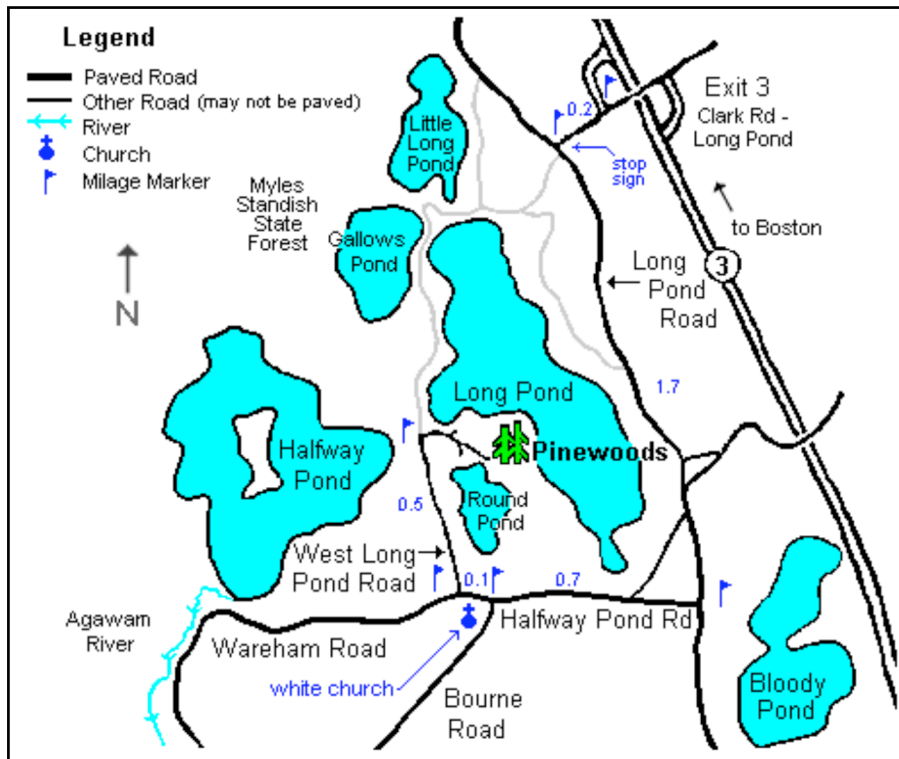 Legend
Paved Road
Other Road (may not be paved)
River
Church
Milage Marker
Exit 3
Clark Rd -
Long Pond
0.2
stop
sign
Little
Long
Pond
Myles
Standish
State
Forest
Gallows
Pond
to Boston
N
3
Long
Pond
Road
1.7
Long Pond
Halfway
Pond
Pinewoods
0.5
Round
Pond
West Long
Pond Road
0.1
0.7
Agawam
River
Wareham Road
Halfway Pond Rd
white church
Bourne
Road
Bloody
Pond